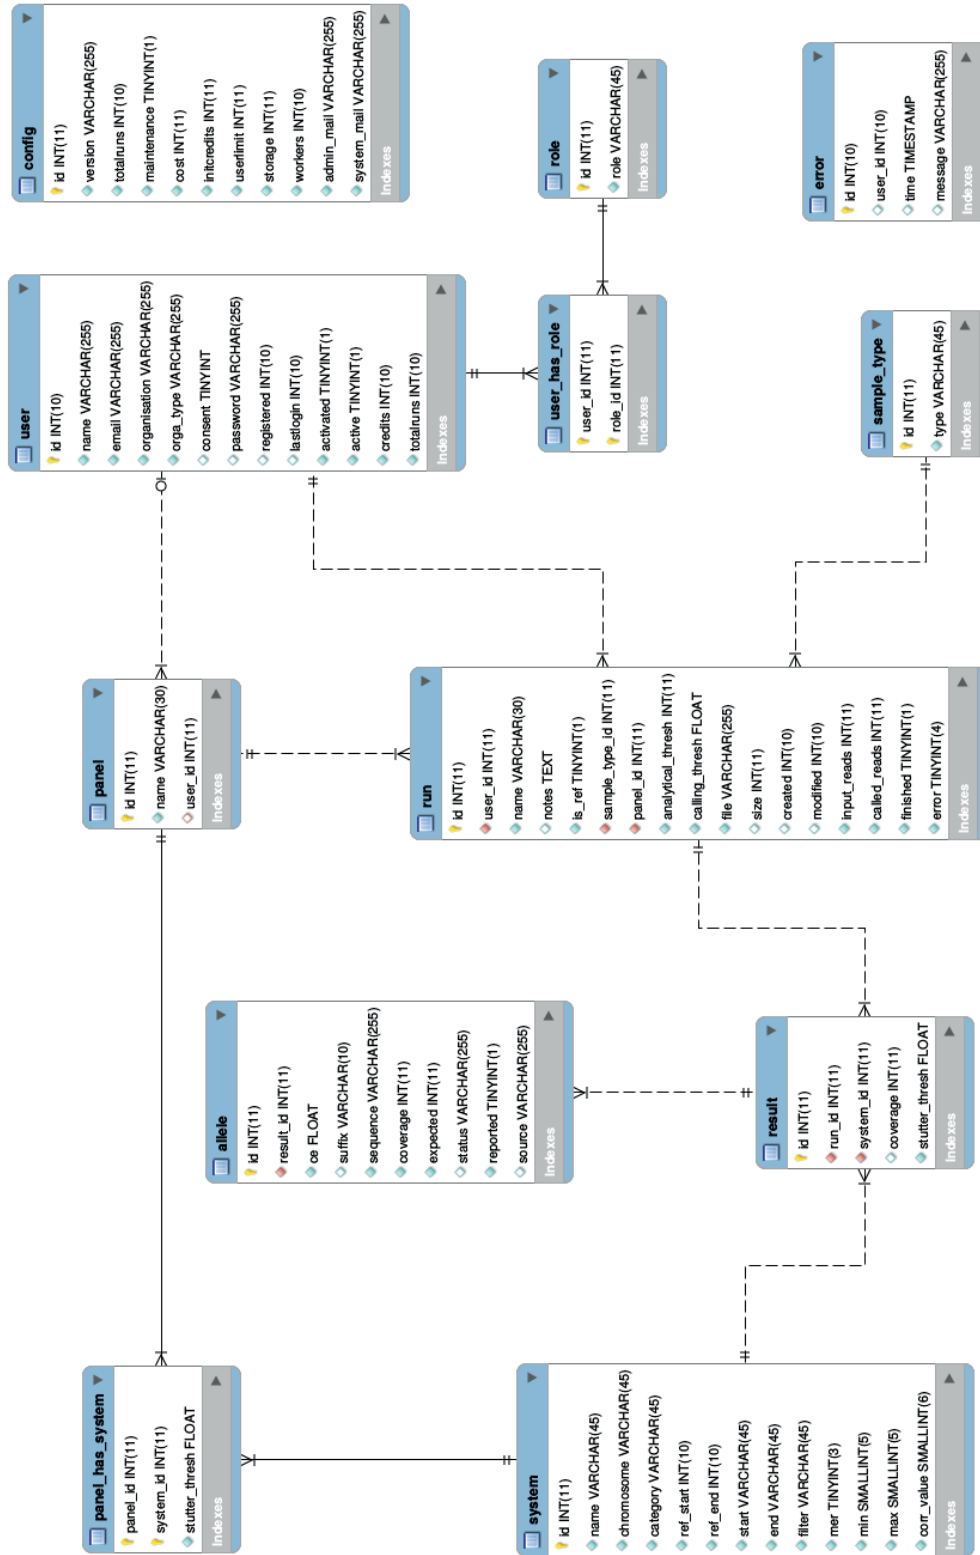 panel_has_system
panel_id INT(11)
system_id INT(11)
stutter_thresh FLOAT
Indexes
panel
id INT(11)
name VARCHAR(30)
user_id INT(11)
Indexes
user
id INT(10)
name VARCHAR(255)
email VARCHAR(255)
organisation VARCHAR(255)
orga_type VARCHAR(255)
consent TINYINT
password VARCHAR(255)
registered INT(10)
lastlogin INT(10)
activated TINYINT(1)
active TINYINT(1)
credits INT(10)
totalruns INT(10)
Indexes
config
id INT(11)
version VARCHAR(255)
totalruns INT(10)
maintenance TINYINT(1)
cost INT(11)
initcredits INT(11)
userlimit INT(11)
storage INT(11)
workers INT(10)
admin_mail VARCHAR(255)
system_mail VARCHAR(255)
Indexes
allele
id INT(11)
result_id INT(11)
ce FLOAT
suffix VARCHAR(10)
sequence VARCHAR(255)
coverage INT(11)
expected INT(11)
status VARCHAR(255)
reported TINYINT(1)
source VARCHAR(255)
Indexes
run
id INT(11)
user_id INT(11)
name VARCHAR(30)
notes TEXT
is_ref TINYINT(1)
sample_type_id INT(11)
panel_id INT(11)
analytical_thresh INT(11)
calling_thresh FLOAT
file VARCHAR(255)
size INT(11)
created INT(10)
modified INT(10)
input_reads INT(11)
called_reads INT(11)
finished TINYINT(1)
error TINYINT(4)
Indexes
system
id INT(11)
name VARCHAR(45)
chromosome VARCHAR(45)
category VARCHAR(45)
ref_start INT(10)
ref_end INT(10)
start VARCHAR(45)
end VARCHAR(45)
filter VARCHAR(45)
mer TINYINT(3)
min SMALLINT(5)
max SMALLINT(5)
corr_value SMALLINT(6)
Indexes
user_has_role
user_id INT(11)
role_id INT(11)
Indexes
role
id INT(11)
role VARCHAR(45)
Indexes
result
id INT(11)
run_id INT(11)
system_id INT(11)
coverage INT(11)
stutter_thresh FLOAT
Indexes
sample_type
id INT(11)
type VARCHAR(45)
Indexes
error
id INT(10)
user_id INT(10)
time TIMESTAMP
message VARCHAR(255)
Indexes